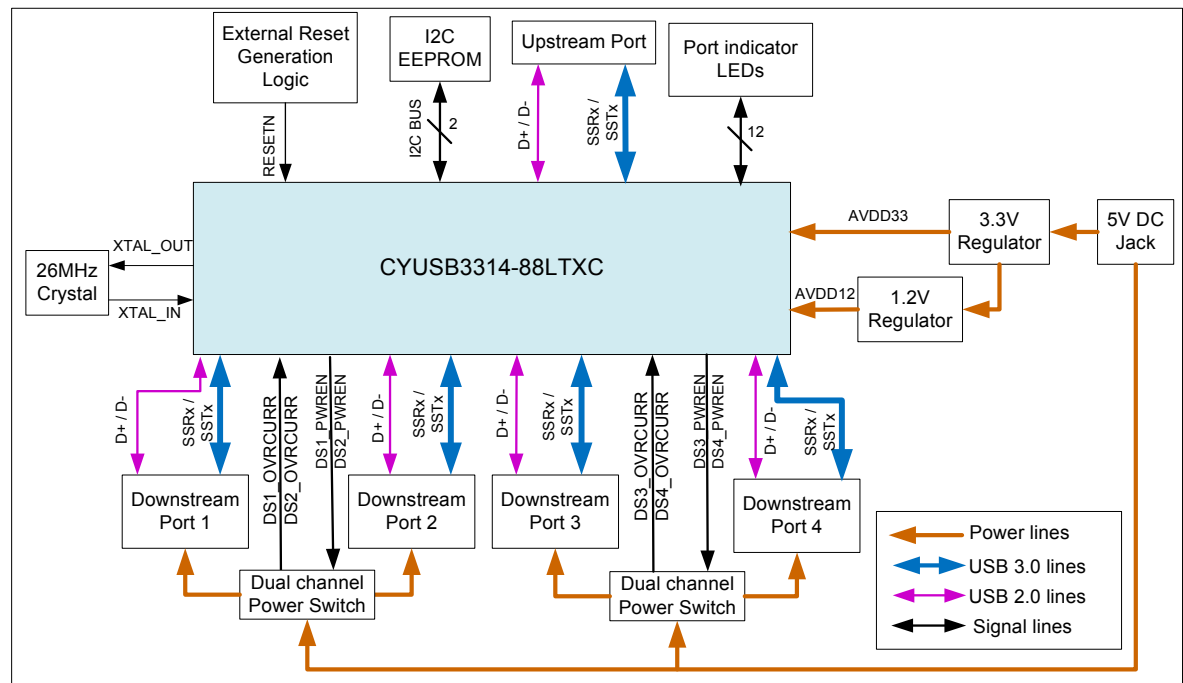 External Reset
Generation
Logic
I2C
EEPROM
Upstream Port
Port indicator
LEDs
RESETN
I2C BUS
2
D+ / D-
SSRx /
SSTx
12
XTAL_OUT
26MHz
Crystal
XTAL_IN
CYUSB3314-88LTXC
AVDD33
3.3V
Regulator
5V DC
Jack
AVDD12
1.2V
Regulator
D+ / D-
SSRx /
SSTx
DS1_OVRCURR
DS2_OVRCURR
DS1_PWREN
DS2_PWREN
D+ / D-
SSRx /
SSTx
D+ / D-
SSRx /
SSTx
DS3_OVRCURR
DS4_OVRCURR
DS3_PWREN
DS4_PWREN
D+ / D-
SSRx /
SSTx
Downstream
Port 1
Downstream
Port 2
Downstream
Port 3
Downstream
Port 4
Dual channel
Power Switch
Dual channel
Power Switch
Power lines
USB 3.0 lines
USB 2.0 lines
Signal lines